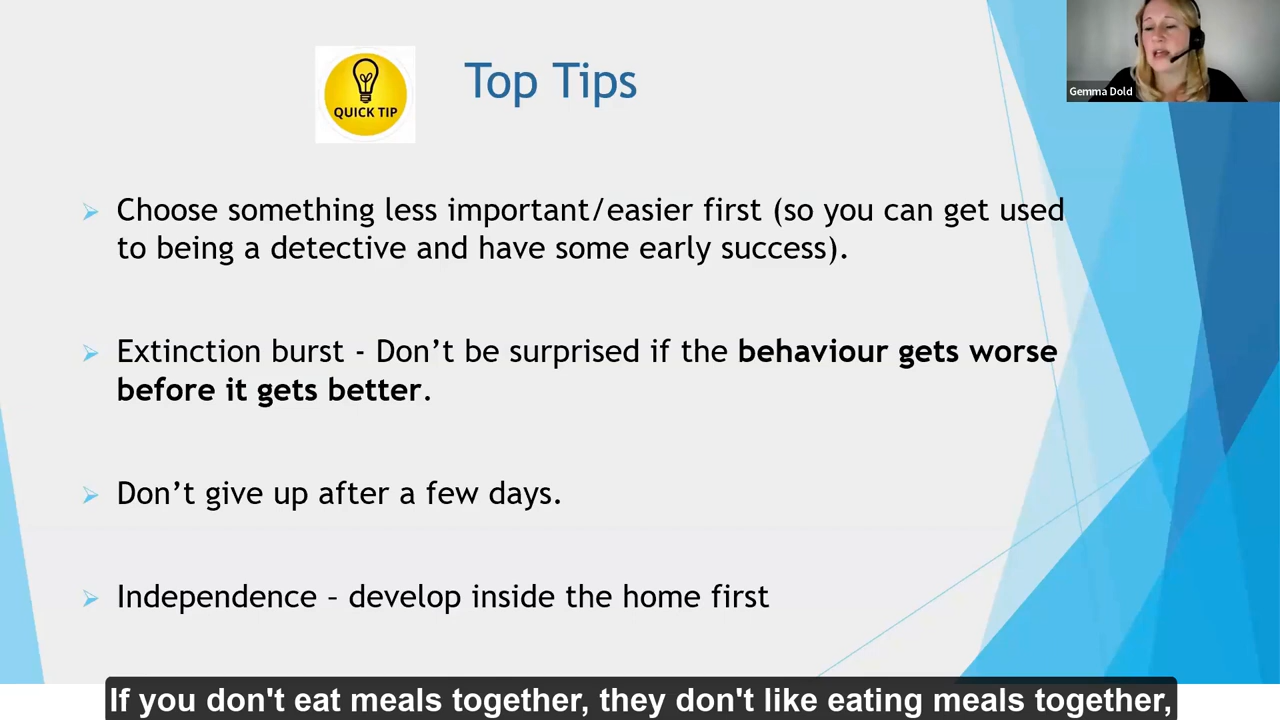 Top Tips
QUICK TIP
Gemma Dold
Choose something less important/easier first (so you can get used
to being a detective and have some early success).
Extinction burst - Don’t be surprised if the behaviour gets worse
before it gets better.
Don’t give up after a few days.
Independence – develop inside the home first
If you don't eat meals together, they don't like eating meals together,